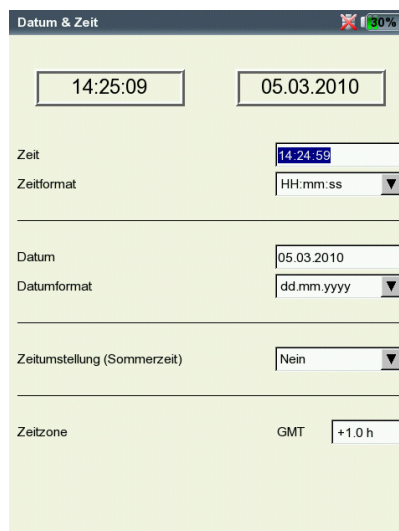 Datum & Zeit 30%
14:25:09 05.03.2010
Zeit 14:24:59
Zeitformat HH:mm:ss
Datum 05.03.2010
Datumformat dd.mm.yyyy
Zeitumstellung (Sommerzeit) Nein
Zeitzone GMT +1.0 h